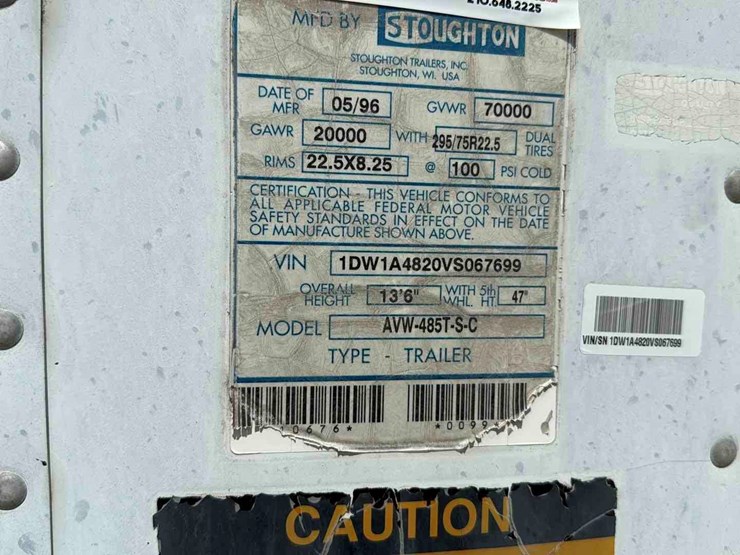 MFD BY STOUGHTON
STOUGHTON TRAILERS, INC.
STOUGHTON, WI. USA
DATE OF MFR 05/96 GVWR 70000
GAWR 20000 WITH 295/75R22.5 DUAL TIRES
RIMS 22.5X8.25 @ 100 PSI COLD
CERTIFICATION - THIS VEHICLE CONFORMS TO
ALL APPLICABLE FEDERAL MOTOR VEHICLE
SAFETY STANDARDS IN EFFECT ON THE DATE
OF MANUFACTURE SHOWN ABOVE.
VIN 1DW1A4820VS067699
OVERALL HEIGHT 13'6" WITH 5th WHL. HT. 47"
MODEL AVW-485T-S-C
TYPE - TRAILER
VIN/SN 1DW1A4820VS067699
CAUTION